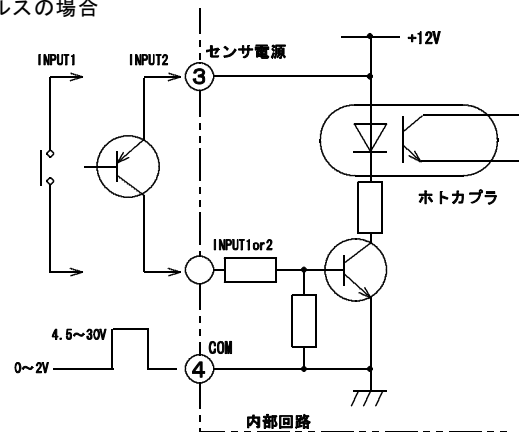 ルスの場合
INPUT1
INPUT2
3
センサ電源
+12V
ホトカプラ
INPUT1or2
4.5～30V
0～2V
4
COM
内部回路